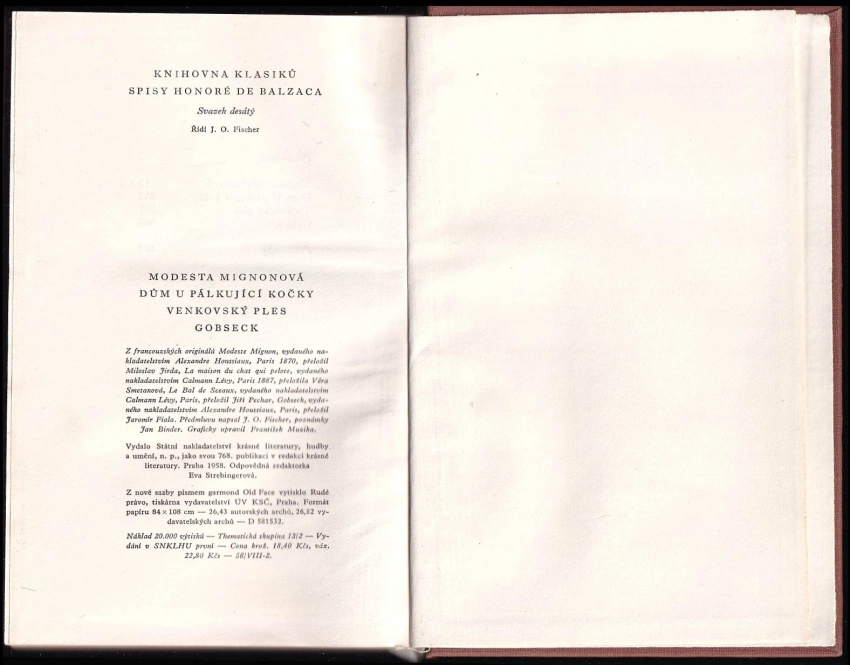 KNIHOVNA KLASIKŮ
SPISY HONORÉ DE BALZACA
Svazek desátý
Řídí J. O. Fischer
MODESTA MIGNONOVÁ
DŮM U PÁLKUJÍCÍ KOČKY
VENKOVSKÝ PLES
GOBSECK
Z francouzských originálů Modeste Mignon, vydaného na-
kladatelstvím Alexandre Houssiaux, Paris 1870, přeložil
Miloslav Jirda, La maison du chat qui pelote, vydaného
nakladatelstvím Calmann Lévy, Paris 1887, přeložila Věra
Smetanová, Le Bal de Sceaux, vydaného nakladatelstvím
Calmann Lévy, Paris, přeložil Jiří Pechar, Gobseck, vyda-
ného nakladatelstvím Alexandre Houssiaux, Paris, přeložil
Jaromír Fiala. Předmluvu napsal J. O. Fischer, poznámky
Jan Binder. Graficky upravil František Muzika.
Vydalo Státní nakladatelství krásné literatury, hudby
a umění, n. p., jako svou 768. publikaci v redakci krásné
literatury. Praha 1958. Odpovědná redaktorka
Eva Strebingerová.
Z nové sazby písmem garmond Old Face vytisklo Rudé
právo, tiskárna vydavatelství ÚV KSČ, Praha. Formát
papíru 84 × 108 cm — 26,43 autorských archů, 26,82 vy-
davatelských archů — D 581532.
Náklad 20.000 výtisků — Thematická skupina 13/2 — Vy-
dání v SNKLHU první — Cena brož. 18,40 Kčs, váz.
22,80 Kčs — 56/VIII-2.